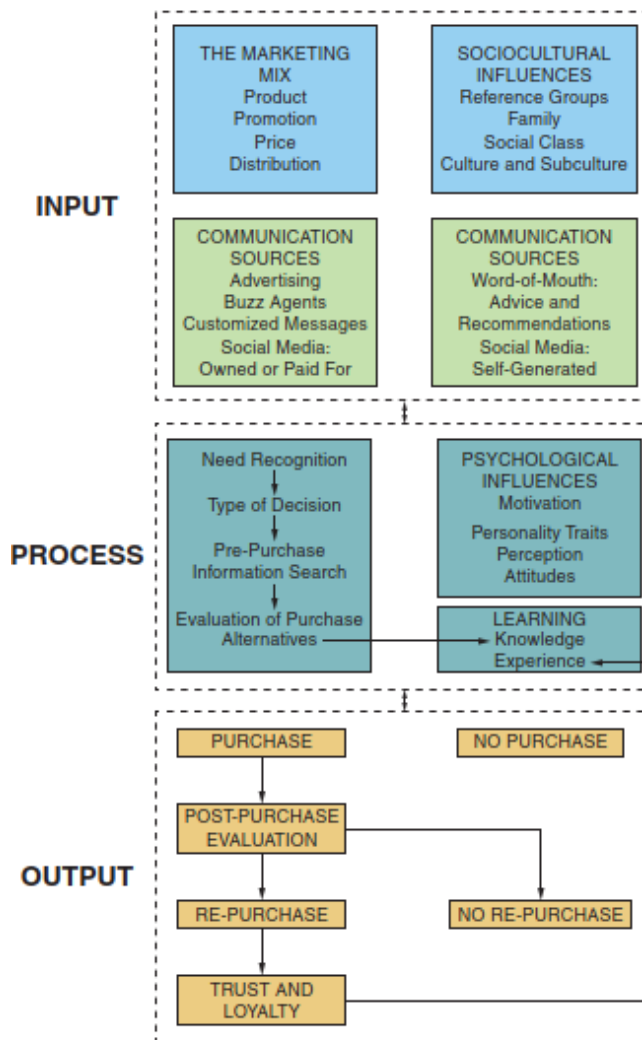 INPUT
THE MARKETING
MIX
Product
Promotion
Price
Distribution
SOCIOCULTURAL
INFLUENCES
Reference Groups
Family
Social Class
Culture and Subculture
COMMUNICATION
SOURCES
Advertising
Buzz Agents
Customized Messages
Social Media:
Owned or Paid For
COMMUNICATION
SOURCES
Word-of-Mouth:
Advice and
Recommendations
Social Media:
Self-Generated
PROCESS
Need Recognition
Type of Decision
Pre-Purchase
Information Search
Evaluation of Purchase
Alternatives
PSYCHOLOGICAL
INFLUENCES
Motivation
Personality Traits
Perception
Attitudes
LEARNING
Knowledge
Experience
OUTPUT
PURCHASE
NO PURCHASE
POST-PURCHASE
EVALUATION
RE-PURCHASE
NO RE-PURCHASE
TRUST AND
LOYALTY